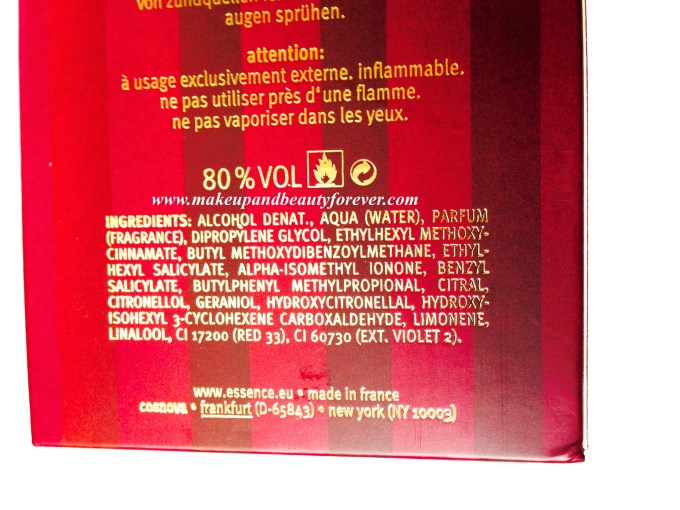 von zündquellen
augen sprühen.
attention:
à usage exclusivement externe. inflammable.
ne pas utiliser près d'une flamme.
ne pas vaporiser dans les yeux.
80% VOL
www.makeupandbeautyforever.com
INGREDIENTS: ALCOHOL DENAT., AQUA (WATER), PARFUM
(FRAGRANCE), DIPROPYLENE GLYCOL, ETHYLHEXYL METHOXY-
CINNAMATE, BUTYL METHOXYDIBENZOYLMETHANE, ETHYL-
HEXYL SALICYLATE, ALPHA-ISOMETHYL IONONE, BENZYL
SALICYLATE, BUTYLPHENYL METHYLPROPIONAL, CITRAL,
CITRONELLOL, GERANIOL, HYDROXYCITRONELLAL, HYDROXY-
ISOHEXYL 3-CYCLOHEXENE CARBOXALDEHYDE, LIMONENE,
LINALOOL, CI 17200 (RED 33), CI 60730 (EXT. VIOLET 2).
www.essence.eu • made in france
cosnova • frankfurt (D-65843) • new york (NY 10003)